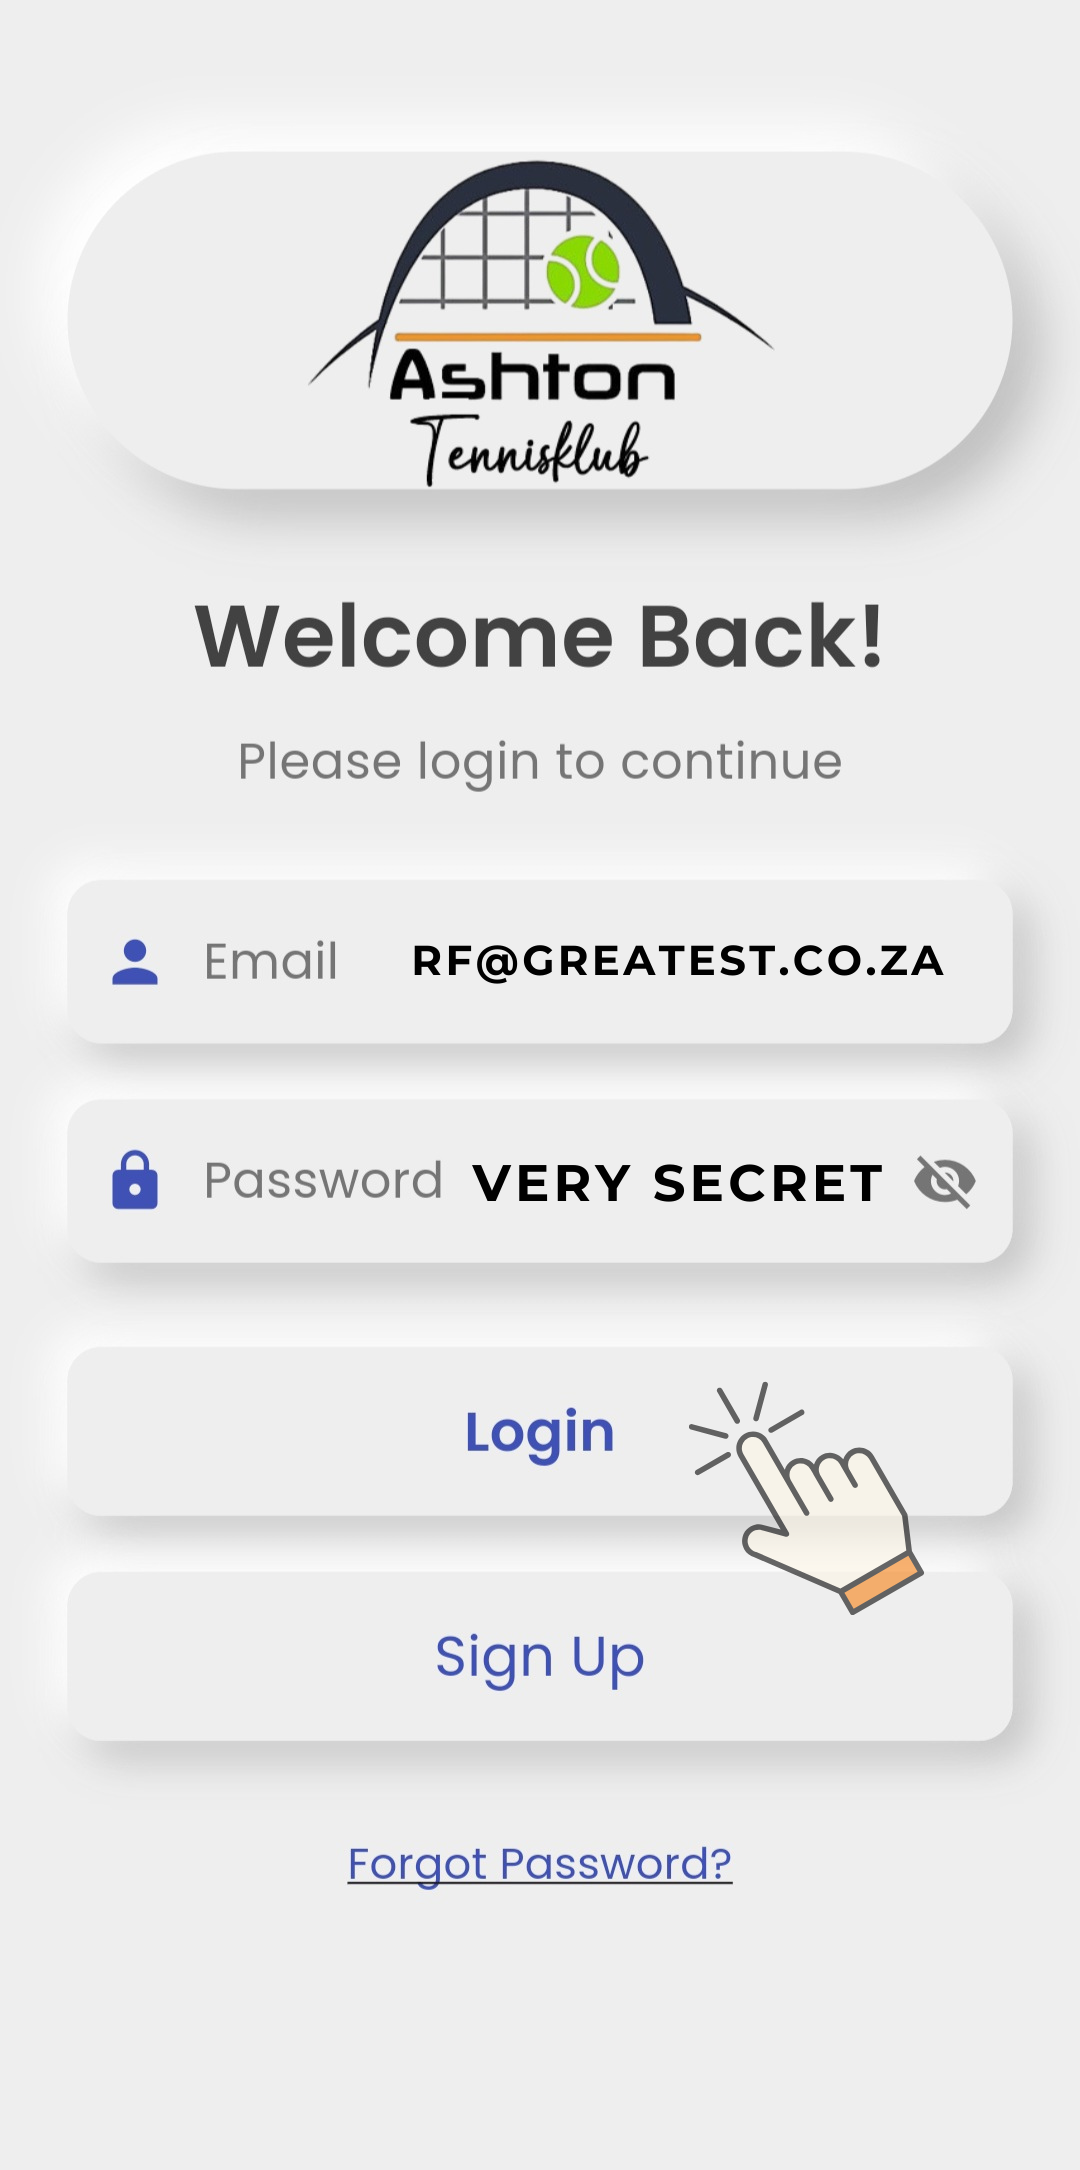 Ashton
Tennisklub
Welcome Back!
Please login to continue
Email RF@GREATEST.CO.ZA
Password VERY SECRET
Login
Sign Up
Forgot Password?